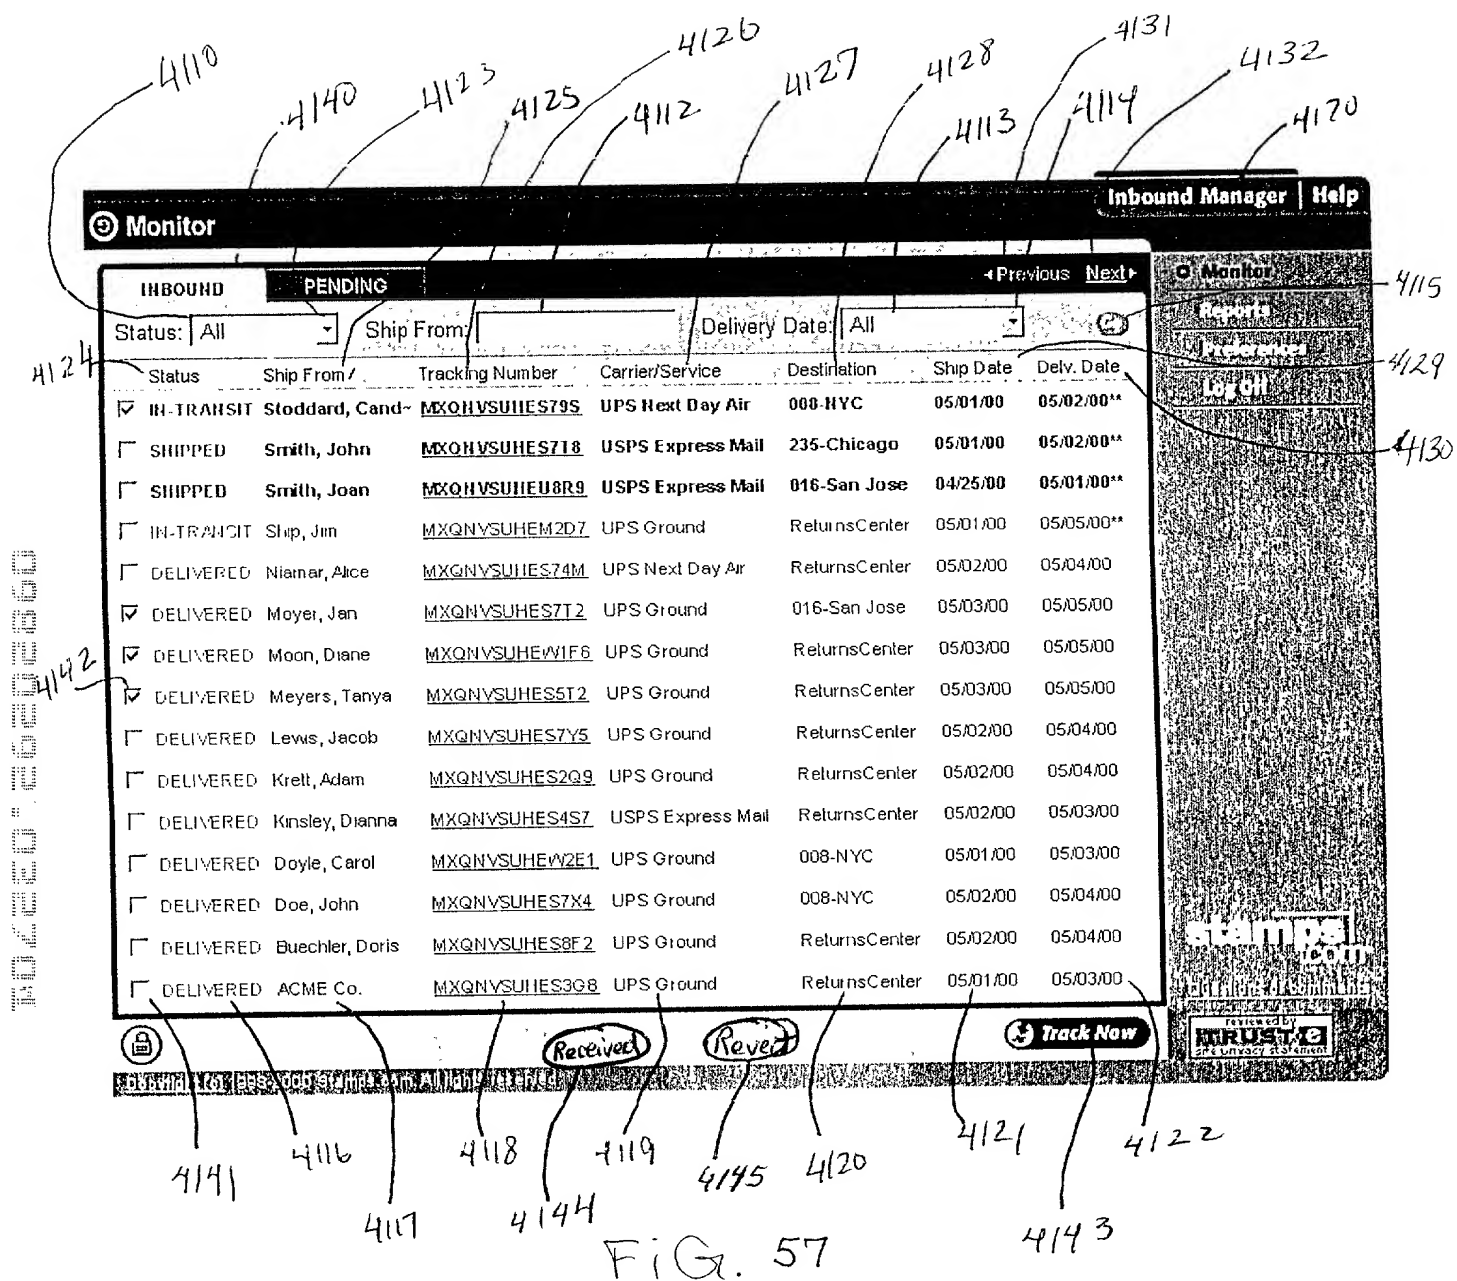 4126
4131
4110
4132
4123
4127
4128
4140
4125
4112
4113
4114
4170
Inbound Manager | Help
Monitor
INBOUND PENDING Previous Next
Monitor
4115
Status: All Ship From: Delivery Date: All
Reports
4124
Status Ship From Tracking Number Carrier/Service Destination Ship Date Delv. Date
4129
Log off
IN-TRANSIT Stoddard, Cand~ MXQNVSUHES79S UPS Next Day Air 008-NYC 05/01/00 05/02/00**
SHIPPED Smith, John MXQNVSUHES7T8 USPS Express Mail 235-Chicago 05/01/00 05/02/00**
4130
SHIPPED Smith, Joan MXQNVSUHEU8R9 USPS Express Mail 016-San Jose 04/25/00 05/01/00**
IN-TRANSIT Ship, Jim MXQNVSUHEM2D7 UPS Ground ReturnsCenter 05/01/00 05/05/00**
DELIVERED Niamar, Alice MXQNVSUHES74M UPS Next Day Air ReturnsCenter 05/02/00 05/04/00
DELIVERED Moyer, Jan MXQNVSUHES7T2 UPS Ground 016-San Jose 05/03/00 05/05/00
DELIVERED Moon, Diane MXQNVSUHEW1F6 UPS Ground ReturnsCenter 05/03/00 05/05/00
4142
DELIVERED Meyers, Tanya MXQNVSUHES5T2 UPS Ground ReturnsCenter 05/03/00 05/05/00
DELIVERED Lewis, Jacob MXQNVSUHES7Y5 UPS Ground ReturnsCenter 05/02/00 05/04/00
DELIVERED Krett, Adam MXQNVSUHES2Q9 UPS Ground ReturnsCenter 05/02/00 05/04/00
DELIVERED Kinsley, Dianna MXQNVSUHES4S7 USPS Express Mail ReturnsCenter 05/02/00 05/03/00
DELIVERED Doyle, Carol MXQNVSUHEW2E1 UPS Ground 008-NYC 05/01/00 05/03/00
DELIVERED Doe, John MXQNVSUHES7X4 UPS Ground 008-NYC 05/02/00 05/04/00
DELIVERED Buechler, Doris MXQNVSUHES8F2 UPS Ground ReturnsCenter 05/02/00 05/04/00
stamps.com
DELIVERED ACME Co. MXQNVSUHES3G8 UPS Ground ReturnsCenter 05/01/00 05/03/00
Received Revert Track Now
reviewed by
TRUSTe
site privacy statement
4141
4116
4118
4119
4145
4120
4121
4122
4117
4144
4143
FiG. 57